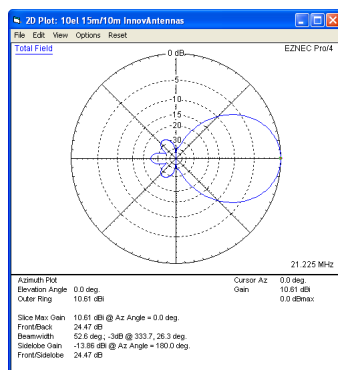 2D Plot: 10el 15m/10m InnovAntennas
File Edit View Options Reset
Total Field
EZNEC Pro/4
0 dB
-5
-10
-15
-20
-30
21.225 MHz
Azimuth Plot
Elevation Angle 0.0 deg.
Outer Ring 10.61 dBi
Cursor Az 0.0 deg.
Gain 10.61 dBi
0.0 dBmax
Slice Max Gain 10.61 dBi @ Az Angle = 0.0 deg.
Front/Back 24.47 dB
Beamwidth 52.6 deg.; -3dB @ 333.7, 26.3 deg.
Sidelobe Gain -13.86 dBi @ Az Angle = 180.0 deg.
Front/Sidelobe 24.47 dB